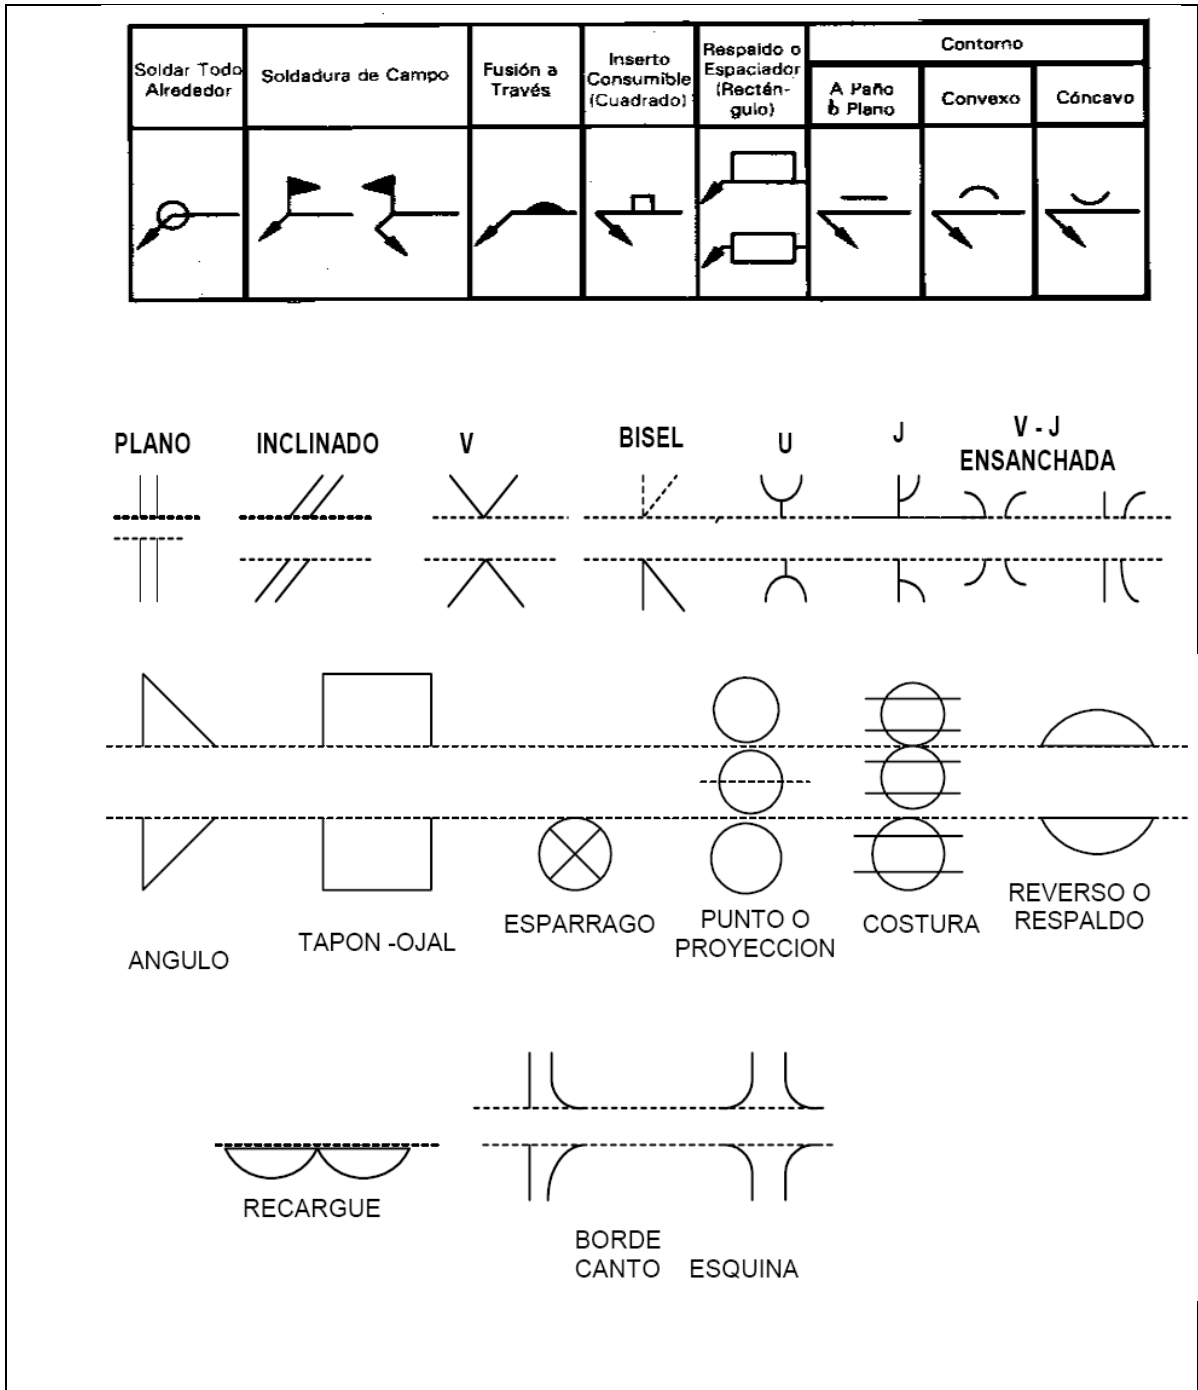 Soldar Todo
Alrededor
Soldadura de Campo
Fusión a
Través
Inserto
Consumible
(Cuadrado)
Respaldo o
Espaciador
(Rectán-
gulo)
Contorno
A Paño
ò Plano
Convexo
Cóncavo
PLANO
INCLINADO
V
BISEL
U
J
V - J
ENSANCHADA
ANGULO
TAPON -OJAL
ESPARRAGO
PUNTO O
PROYECCION
COSTURA
REVERSO O
RESPALDO
RECARGUE
BORDE
CANTO
ESQUINA